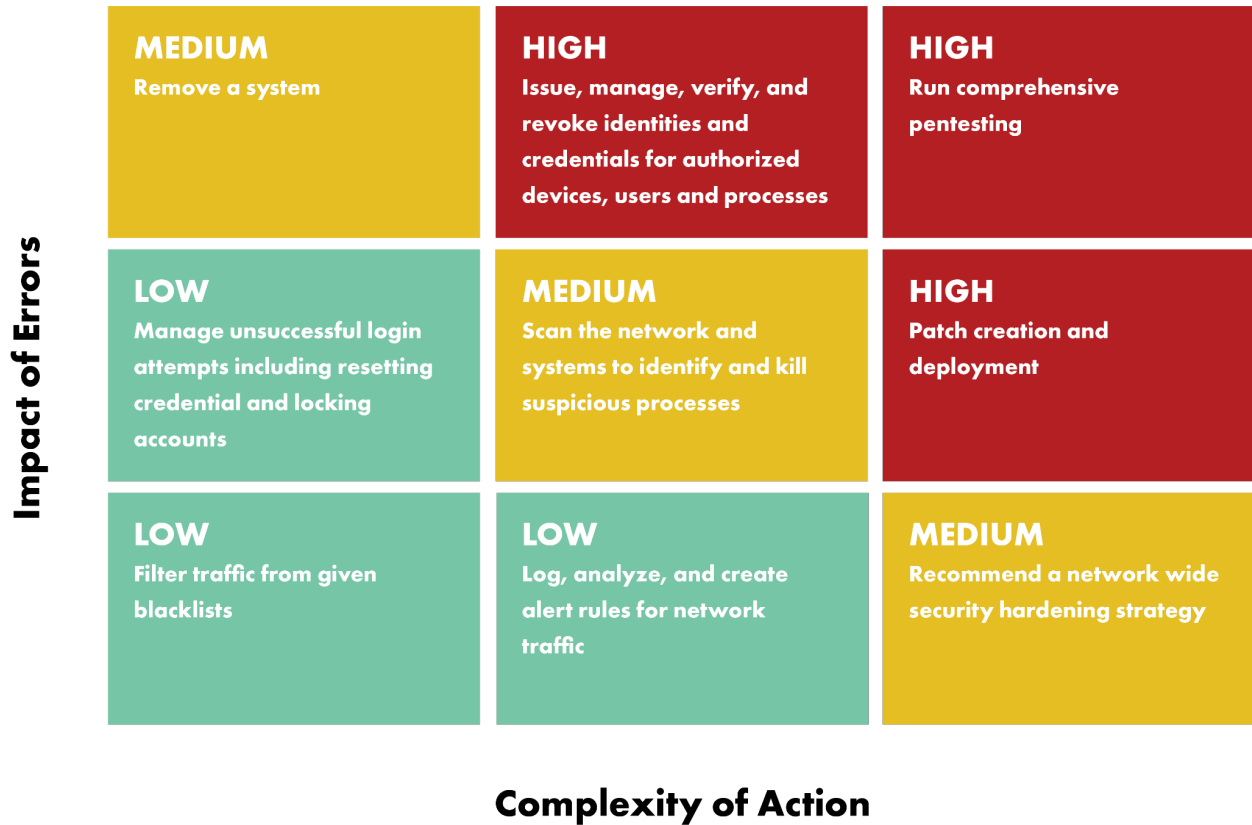 Impact of Errors
MEDIUM
Remove a system
HIGH
Issue, manage, verify, and
revoke identities and
credentials for authorized
devices, users and processes
HIGH
Run comprehensive
pentesting
LOW
Manage unsuccessful login
attempts including resetting
credential and locking
accounts
MEDIUM
Scan the network and
systems to identify and kill
suspicious processes
HIGH
Patch creation and
deployment
LOW
Filter traffic from given
blacklists
LOW
Log, analyze, and create
alert rules for network
traffic
MEDIUM
Recommend a network wide
security hardening strategy
Complexity of Action